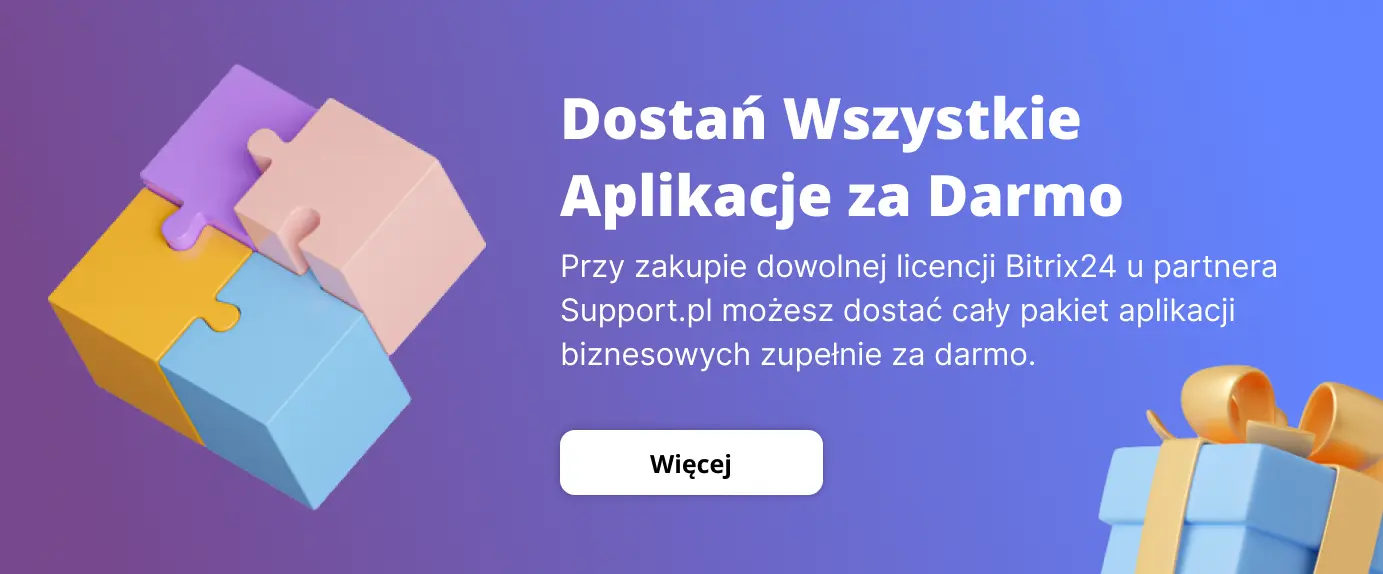 Dostań Wszystkie
Aplikacje za Darmo
Przy zakupie dowolnej licencji Bitrix24 u partnera
Support.pl możesz dostać cały pakiet aplikacji
biznesowych zupełnie za darmo.
Więcej